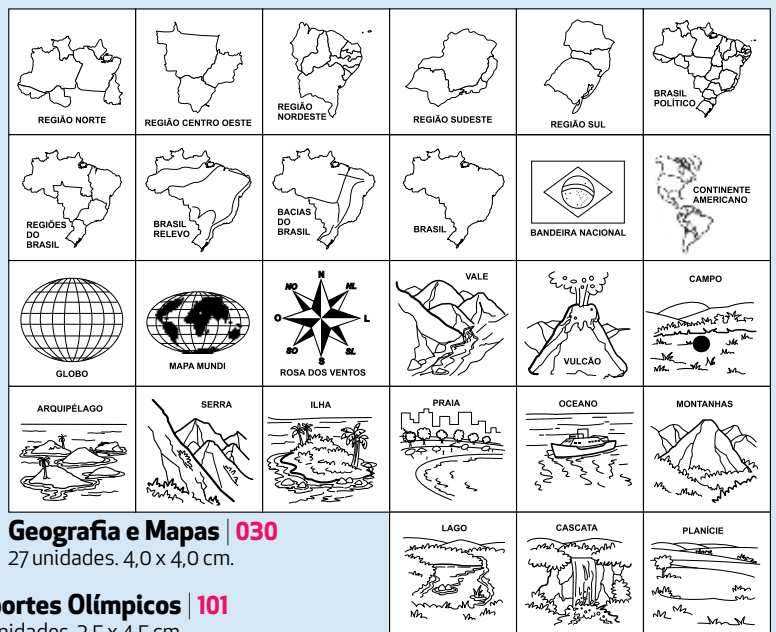 REGIÃO NORTE
REGIÃO CENTRO OESTE
REGIÃO
NORDESTE
REGIÃO SUDESTE
REGIÃO SUL
BRASIL
POLÍTICO
REGIÕES
DO
BRASIL
BRASIL
RELEVO
BACIAS
DO
BRASIL
BRASIL
BANDEIRA NACIONAL
CONTINENTE
AMERICANO
GLOBO
MAPA MUNDI
N
NO
NL
O
L
SO
SL
S
ROSA DOS VENTOS
VALE
VULCÃO
CAMPO
ARQUIPÉLAGO
SERRA
ILHA
PRAIA
OCEANO
MONTANHAS
Geografia e Mapas | 030
27 unidades. 4,0 x 4,0 cm.
LAGO
CASCATA
PLANÍCIE
portes Olímpicos | 101